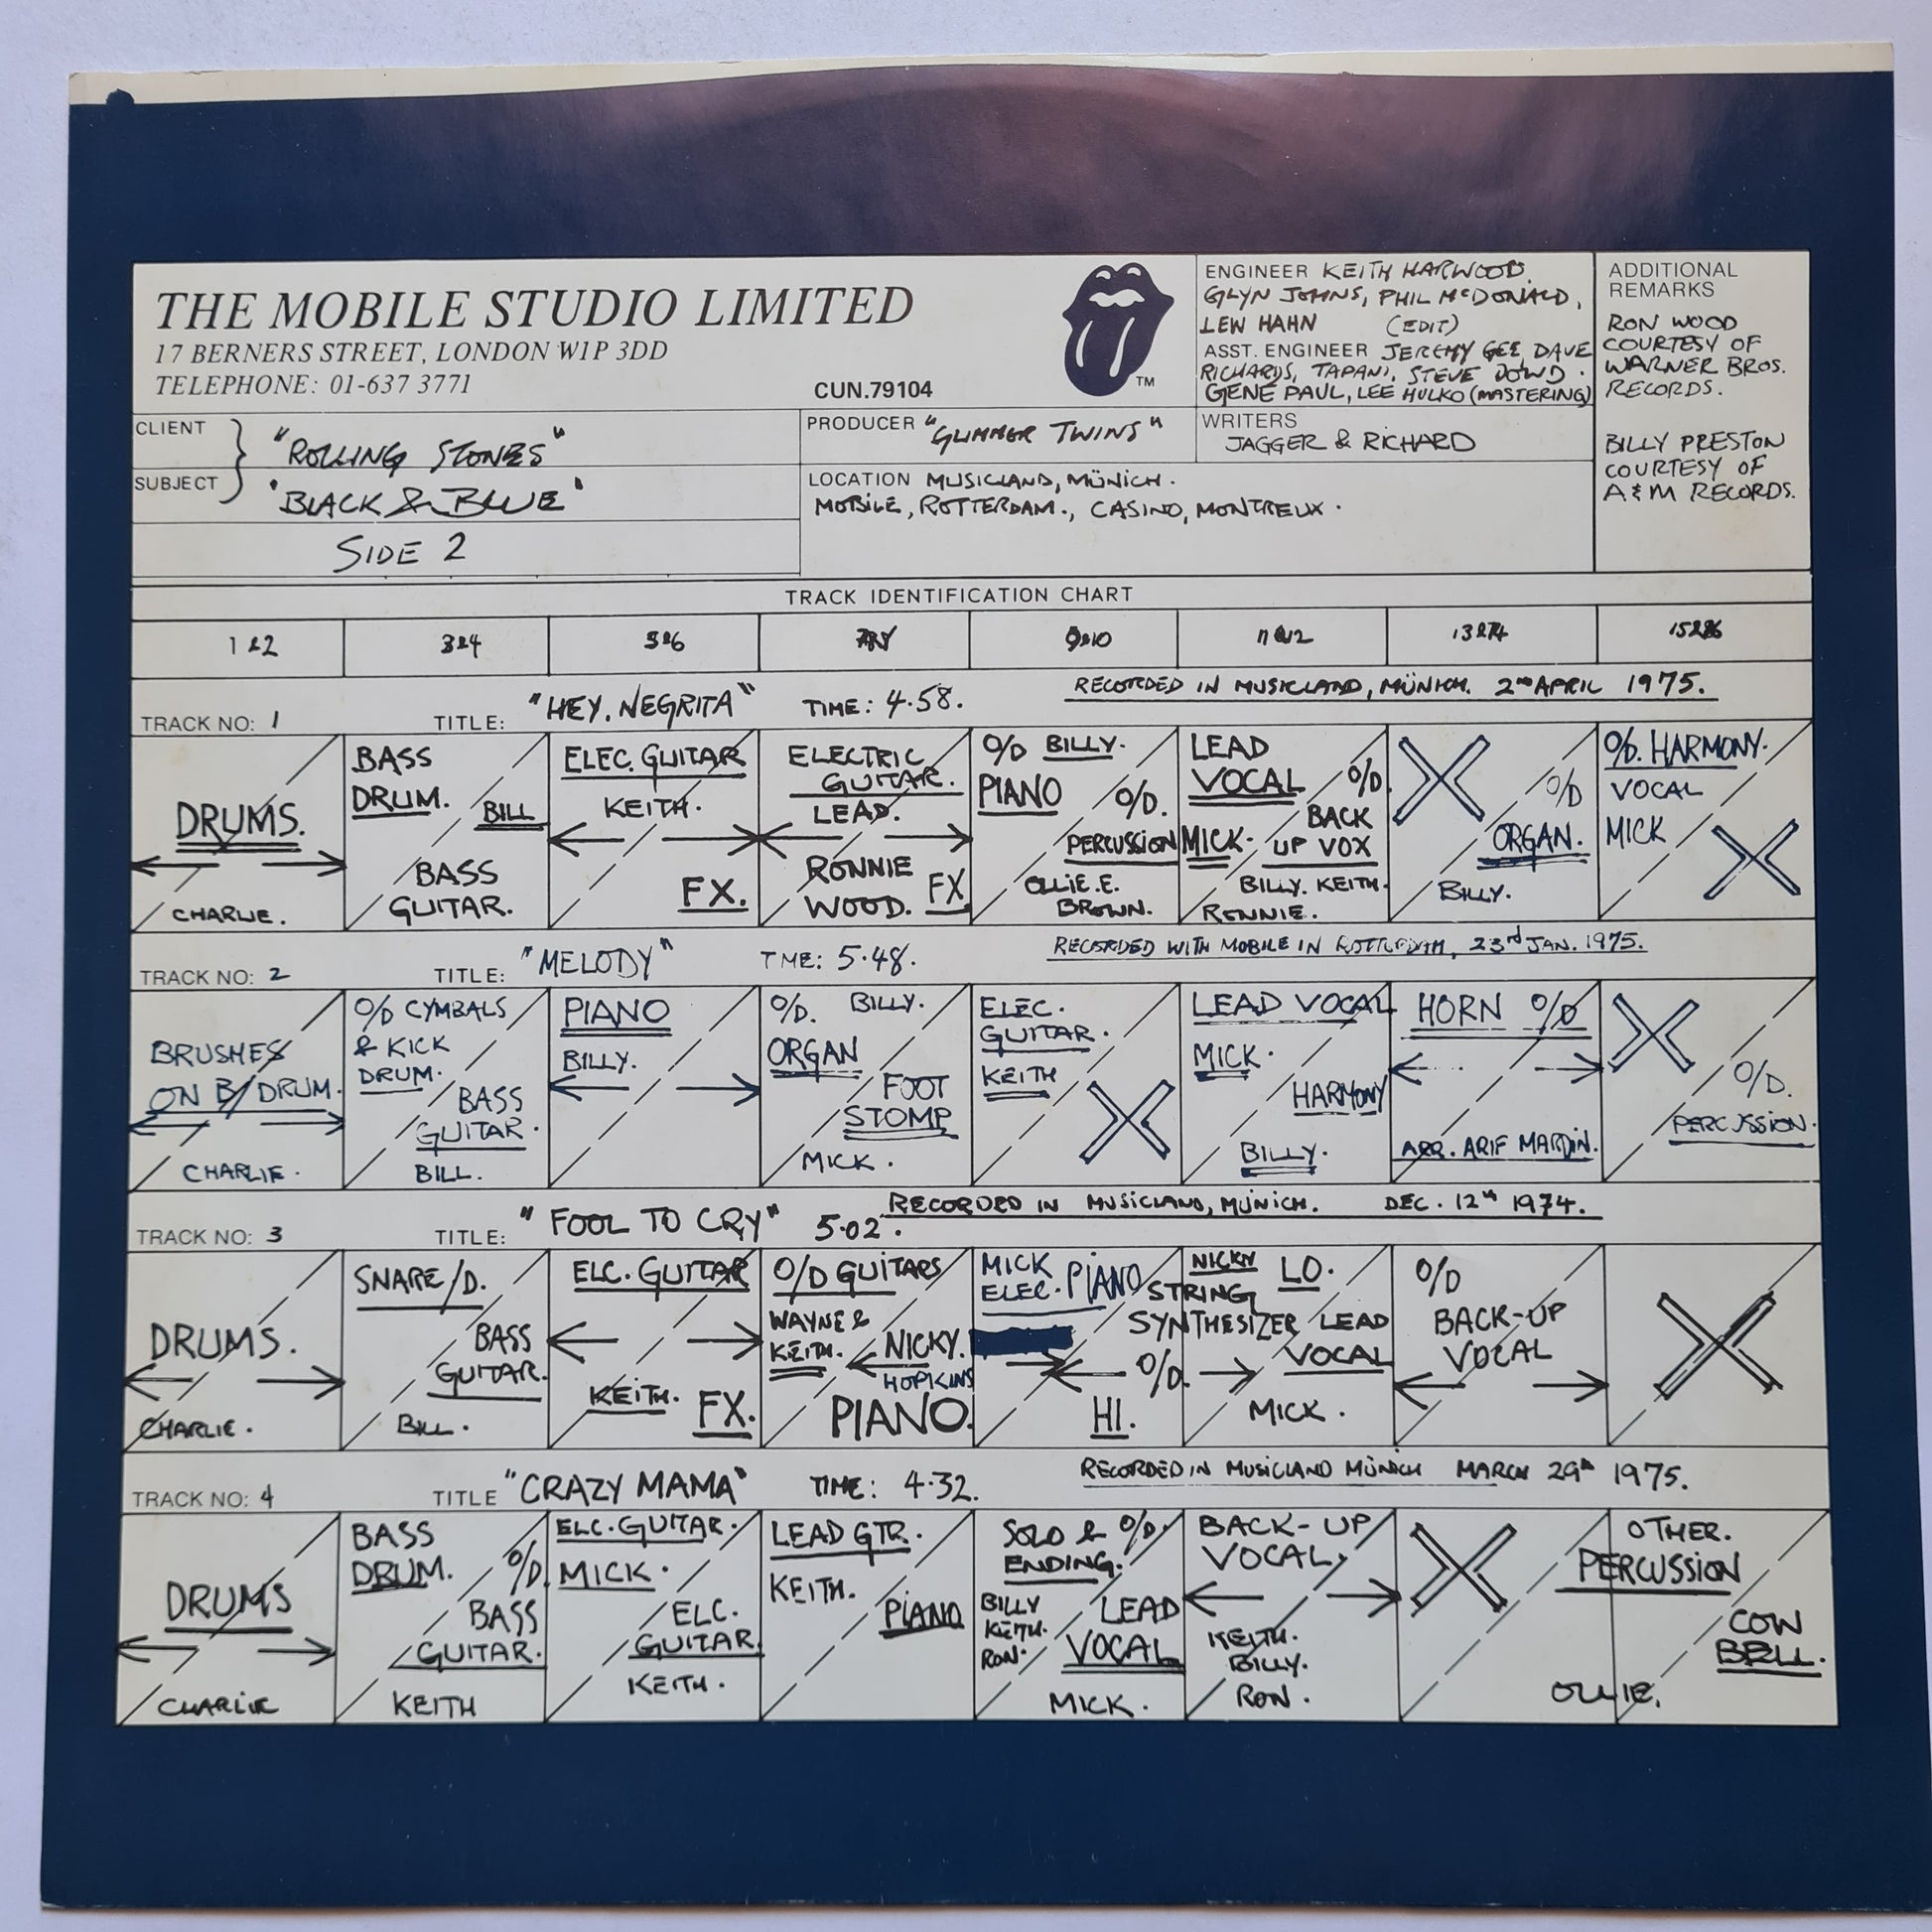 THE MOBILE STUDIO LIMITED
17 BERNERS STREET, LONDON W1P 3DD
TELEPHONE: 01-637 3771
CUN.79104
TM
ENGINEER KEITH HARWOOD,
GLYN JOHNS, PHIL McDONALD,
LEW HAHN (EDIT)
ASST. ENGINEER JEREMY GEE, DAVE
RICHARDS, TAPANI, STEVE DOWD.
GENE PAUL, LEE HULKO (MASTERING)
ADDITIONAL
REMARKS
RON WOOD
COURTESY OF
WARNER BROS.
RECORDS.
BILLY PRESTON
COURTESY OF
A&M RECORDS.
CLIENT "ROLLING STONES"
SUBJECT 'BLACK & BLUE'
SIDE 2
PRODUCER "GLIMMER TWINS"
WRITERS
JAGGER & RICHARD
LOCATION MUSICLAND, MÜNICH.
MOBILE, ROTTERDAM., CASINO, MONTREUX.
TRACK IDENTIFICATION CHART
1&2 3&4 5&6 7&8 9&10 11&12 13&14 15&16
TRACK NO: 1 TITLE: "HEY. NEGRITA" TIME: 4.58. RECORDED IN MUSICLAND, MÜNICH. 2ND APRIL 1975.
DRUMS.
CHARLIE.
BASS
DRUM.
BILL
BASS
GUITAR.
ELEC. GUITAR
KEITH.
FX.
ELECTRIC
GUITAR.
LEAD.
RONNIE
WOOD. FX
O/D BILLY.
PIANO
O/D.
PERCUSSION
OLLIE.E.
BROWN.
LEAD
VOCAL
MICK.
O/D
BACK
UP VOX
BILLY. KEITH.
RONNIE.
O/D
ORGAN.
BILLY.
O/D. HARMONY.
VOCAL
MICK
TRACK NO: 2 TITLE: "MELODY" TME: 5.48. RECORDED WITH MOBILE IN ROTTERDAM, 23rd JAN. 1975.
BRUSHES
ON B/DRUM.
CHARLIE.
O/D CYMBALS
& KICK
DRUM.
BASS
GUITAR.
BILL.
PIANO
BILLY.
O/D. BILLY.
ORGAN
FOOT
STOMP
MICK.
ELEC.
GUITAR.
KEITH
LEAD VOCAL
MICK.
HARMONY
BILLY.
HORN O/D
ARR. ARIF MARDIN.
O/D.
PERCUSSION.
TRACK NO: 3 TITLE: "FOOL TO CRY" 5.02. RECORDED IN MUSICLAND, MÜNICH. DEC. 12TH 1974.
DRUMS.
CHARLIE.
SNARE/D.
BASS
GUITAR.
BILL.
ELC. GUITAR
KEITH. FX.
O/D GUITARS
WAYNE &
KEITH.
NICKY.
HOPKINS
PIANO.
MICK
ELEC. PIANO
NICKY
STRING
SYNTHESIZER
O/D.
HI.
LO.
LEAD
VOCAL
MICK.
O/D
BACK-UP
VOCAL
TRACK NO: 4 TITLE "CRAZY MAMA" TIME: 4.32. RECORDED IN MUSICLAND MÜNICH MARCH 29th 1975.
DRUMS
CHARLIE
BASS
DRUM.
O/D
BASS
GUITAR.
KEITH
ELC. GUITAR.
MICK.
ELC.
GUITAR
KEITH.
LEAD GTR.
KEITH.
PIANO
SOLO & O/D.
ENDING.
BILLY
KEITH.
RON.
LEAD
VOCAL
MICK.
BACK-UP
VOCAL,
KEITH.
BILLY.
RON.
OTHER.
PERCUSSION
COW
BELL.
OLLIE.